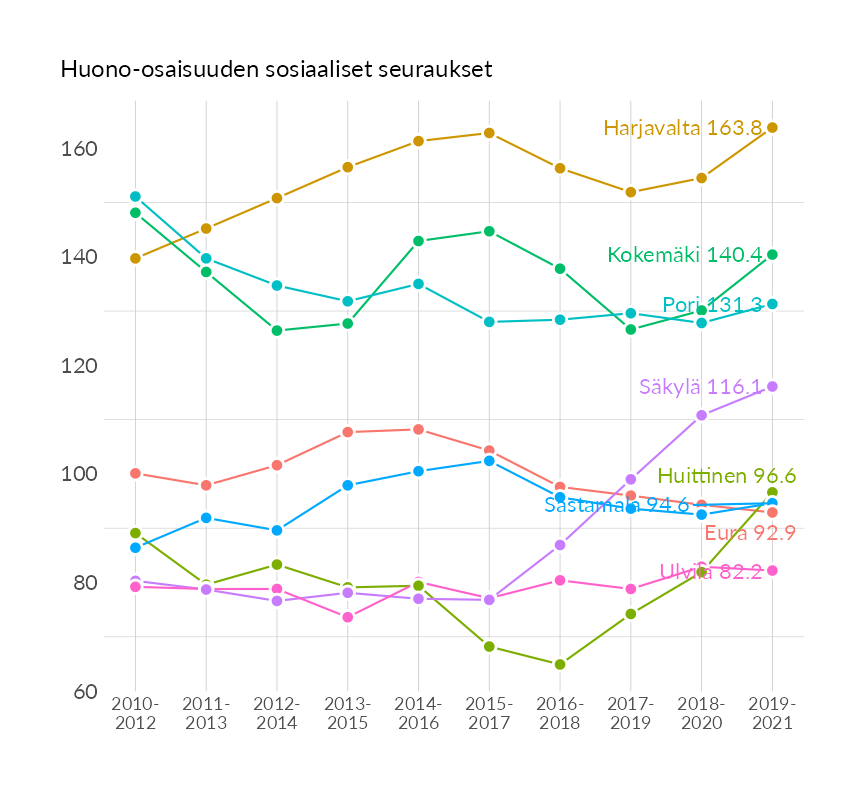 Huono-osaisuuden sosiaaliset seuraukset
160
140
120
100
80
60
Harjavalta 163.8
Kokemäki 140.4
Pori 131.3
Säkylä 116.1
Huittinen 96.6
Sastamala 94.6
Eura 92.9
Ulvila 82.2
2010-
2012
2011-
2013
2012-
2014
2013-
2015
2014-
2016
2015-
2017
2016-
2018
2017-
2019
2018-
2020
2019-
2021